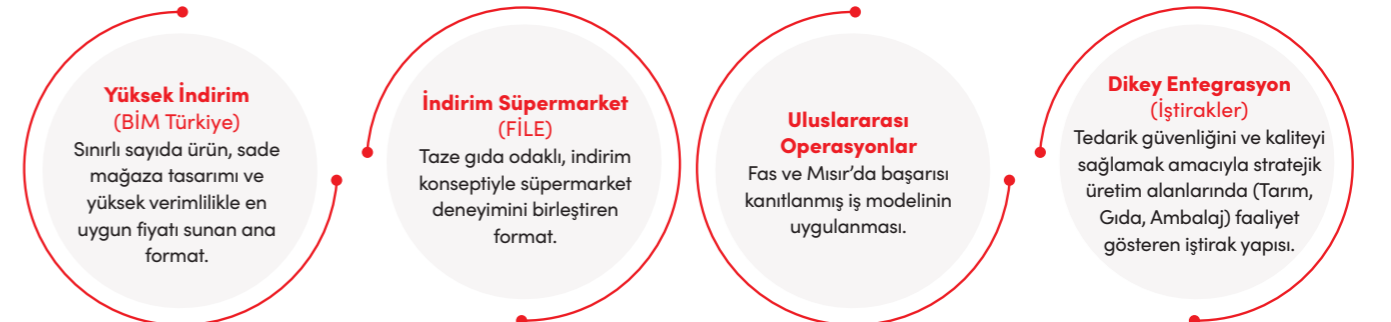 Yüksek İndirim
(BİM Türkiye)
Sınırlı sayıda ürün, sade
mağaza tasarımı ve
yüksek verimlilikle en
uygun fiyatı sunan ana
format.
İndirim Süpermarket
(FİLE)
Taze gıda odaklı, indirim
konseptiyle süpermarket
deneyimini birleştiren
format.
Uluslararası
Operasyonlar
Fas ve Mısır’da başarısı
kanıtlanmış iş modelinin
uygulanması.
Dikey Entegrasyon
(İştirakler)
Tedarik güvenliğini ve kaliteyi
sağlamak amacıyla stratejik
üretim alanlarında (Tarım,
Gıda, Ambalaj) faaliyet
gösteren iştirak yapısı.